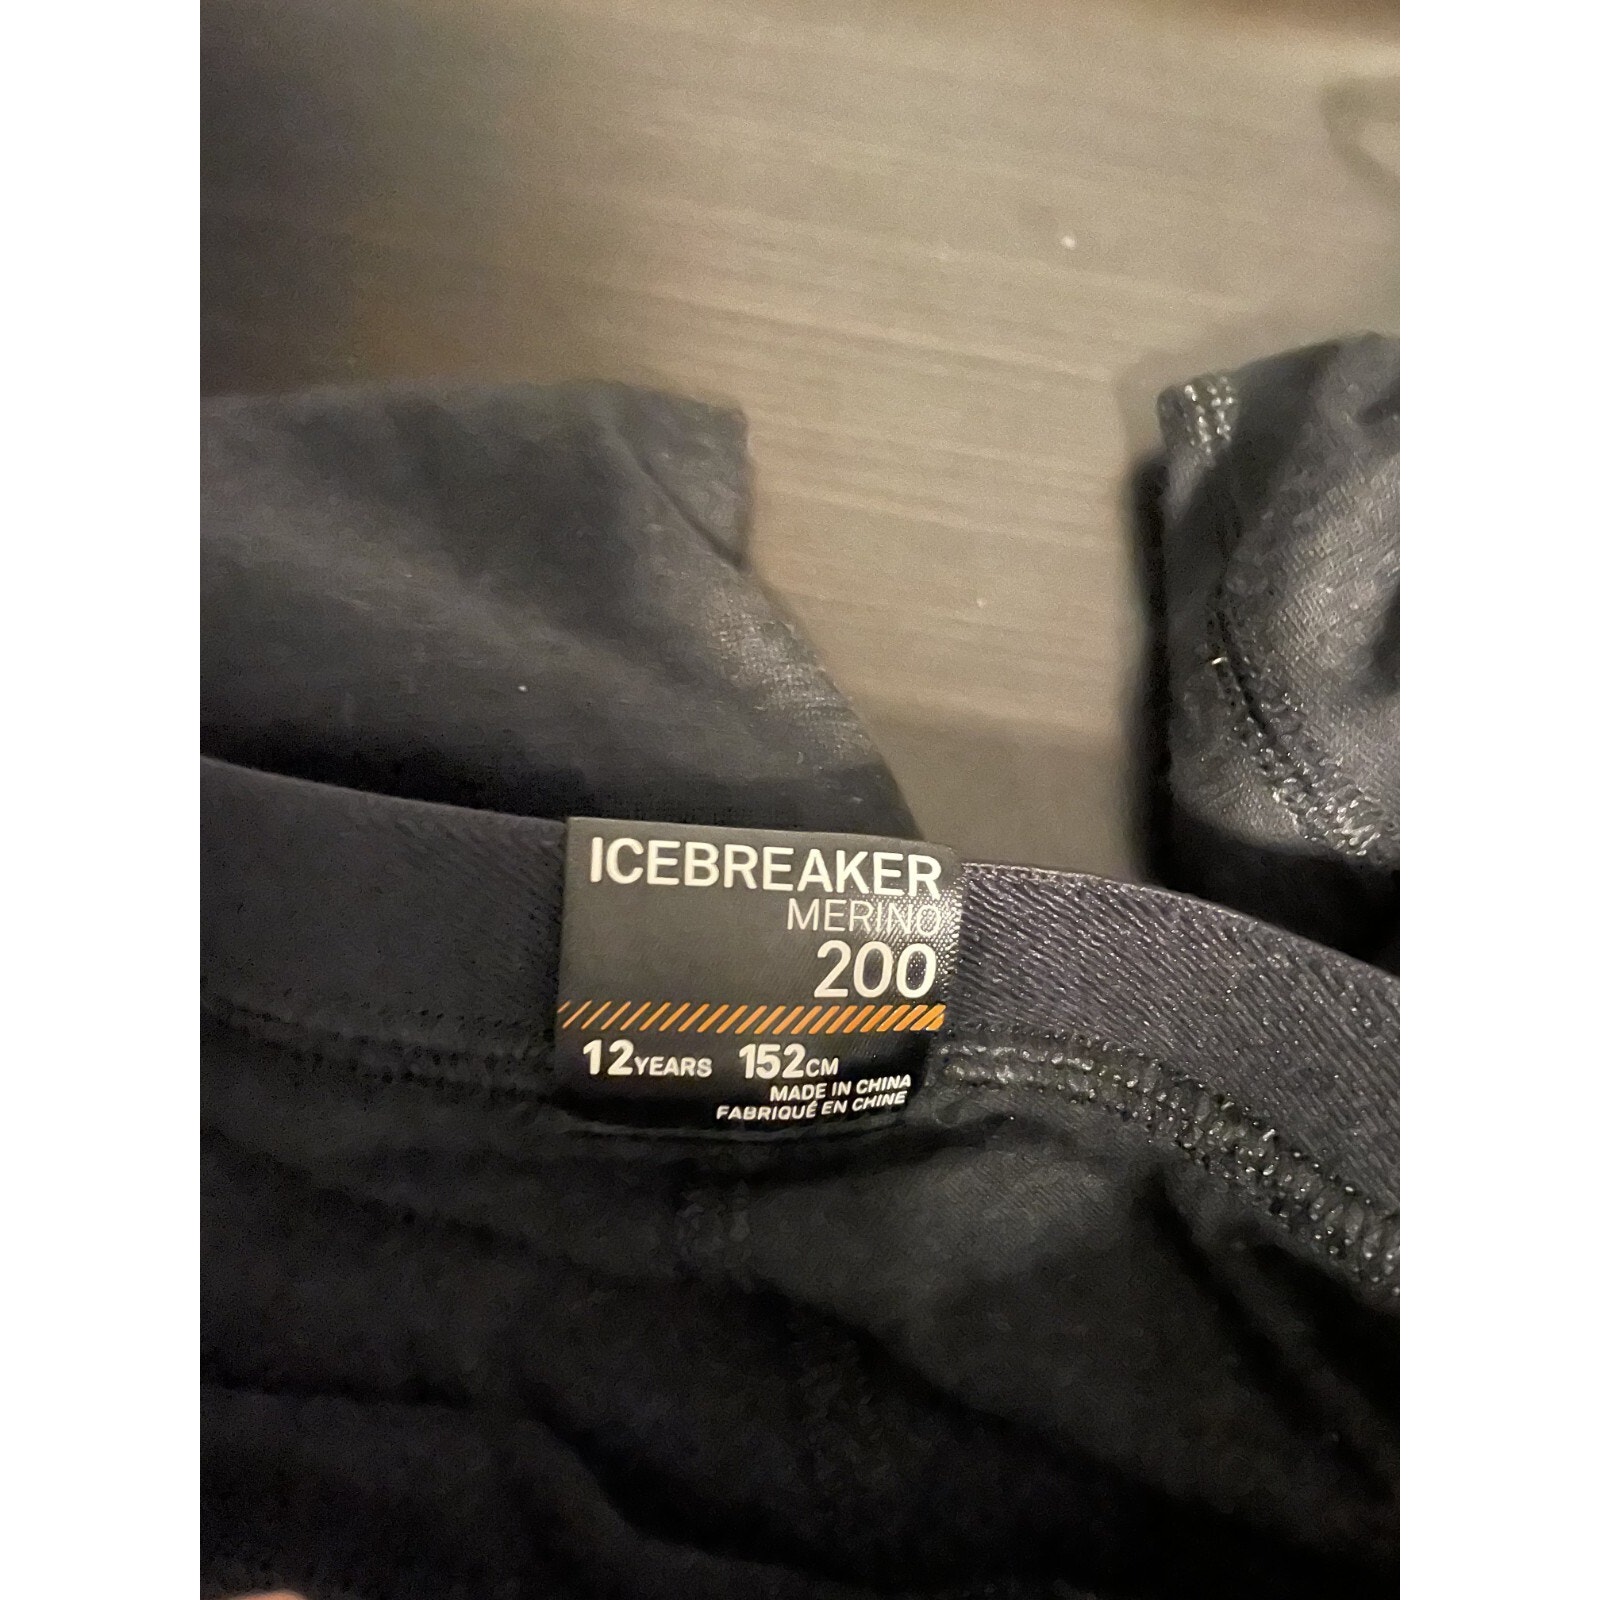 ICEBREAKER
MERINO
200
12YEARS 152CM
MADE IN CHINA
FABRIQUÉ EN CHINE